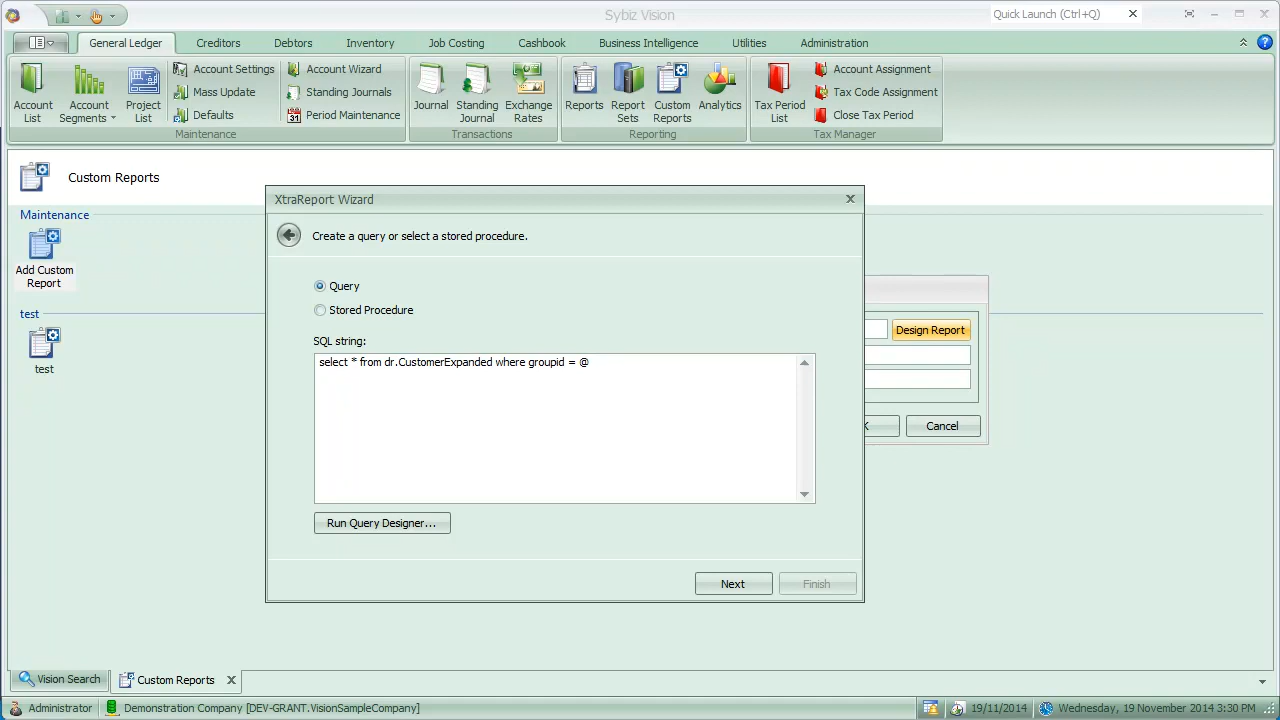 Sybiz Vision
Quick Launch (Ctrl+Q)
General Ledger
Creditors
Debtors
Inventory
Job Costing
Cashbook
Business Intelligence
Utilities
Administration
Account List
Account Segments
Project List
Account Settings
Mass Update
Defaults
Account Wizard
Standing Journals
Period Maintenance
Maintenance
Journal
Standing Journal
Exchange Rates
Transactions
Reports
Report Sets
Custom Reports
Analytics
Reporting
Tax Period List
Account Assignment
Tax Code Assignment
Close Tax Period
Tax Manager
Custom Reports
Maintenance
Add Custom
Report
test
test
XtraReport Wizard
Create a query or select a stored procedure.
Query
Stored Procedure
SQL string:
select * from dr.CustomerExpanded where groupid = @
Run Query Designer...
Next
Finish
Design Report
Cancel
Vision Search
Custom Reports
Administrator
Demonstration Company [DEV-GRANT.VisionSampleCompany]
19/11/2014
Wednesday, 19 November 2014 3:30 PM